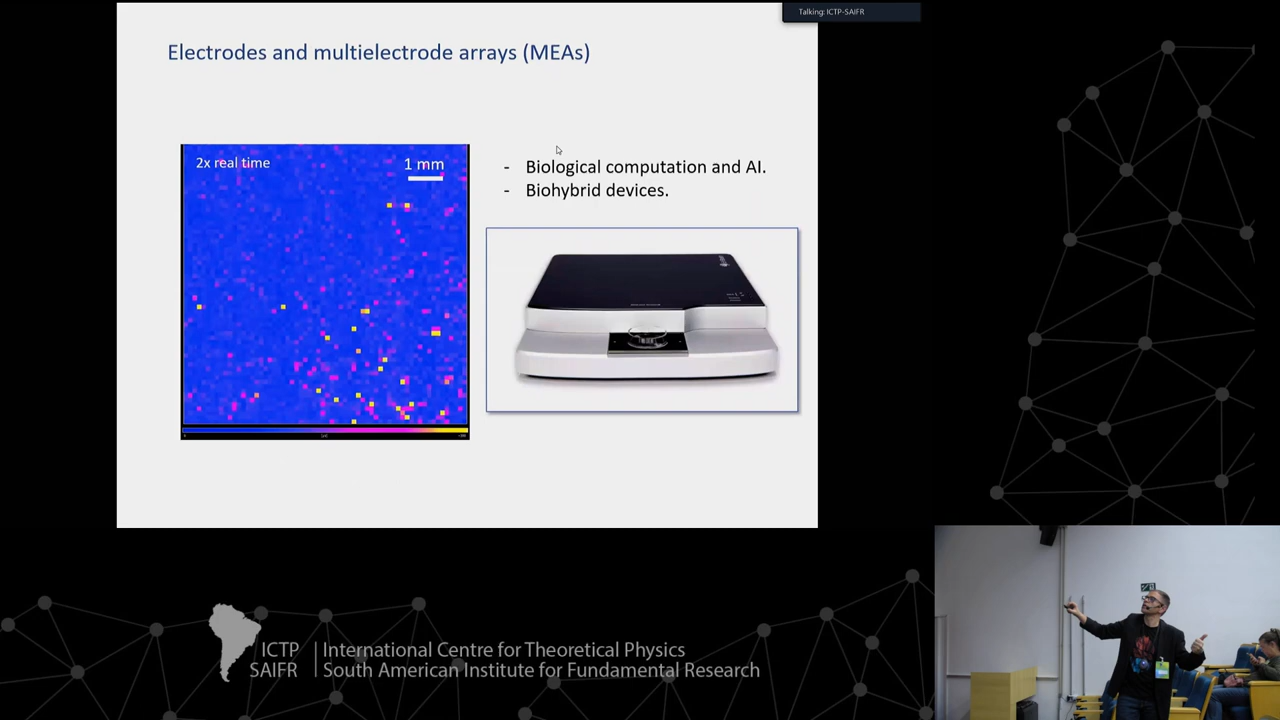 Talking: ICTP-SAIFR
Electrodes and multielectrode arrays (MEAs)
2x real time
1 mm
- Biological computation and AI.
- Biohybrid devices.
ICTP
SAIFR
International Centre for Theoretical Physics
South American Institute for Fundamental Research